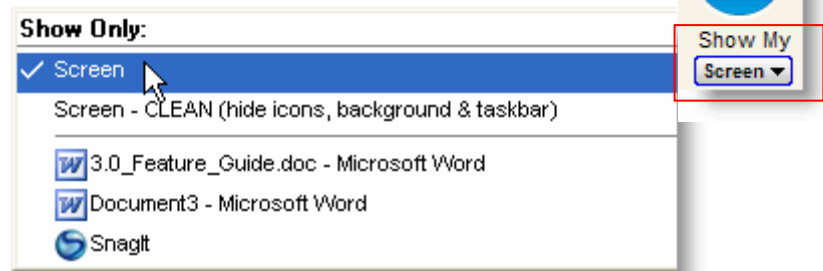 Show Only:
Screen
Screen - CLEAN (hide icons, background & taskbar)
3.0_Feature_Guide.doc - Microsoft Word
Document3 - Microsoft Word
SnagIt
Show My
Screen